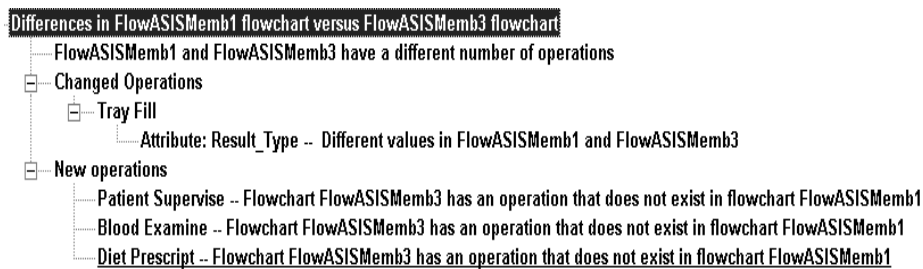 Differences in FlowASISMemb1 flowchart versus FlowASISMemb3 flowchart
FlowASISMemb1 and FlowASISMemb3 have a different number of operations
Changed Operations
Tray Fill
Attribute: Result_Type -- Different values in FlowASISMemb1 and FlowASISMemb3
New operations
Patient Supervise -- Flowchart FlowASISMemb3 has an operation that does not exist in flowchart FlowASISMemb1
Blood Examine -- Flowchart FlowASISMemb3 has an operation that does not exist in flowchart FlowASISMemb1
Diet Prescript -- Flowchart FlowASISMemb3 has an operation that does not exist in flowchart FlowASISMemb1